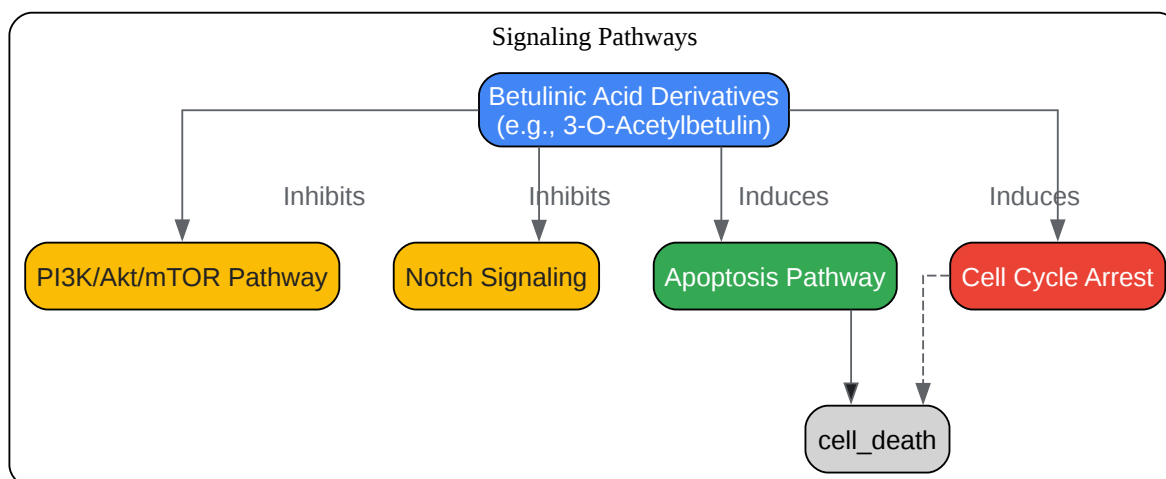 Signaling Pathways
Betulinic Acid Derivatives
(e.g., 3-O-Acetylbetulin)
Inhibits
Inhibits
Induces
Induces
PI3K/Akt/mTOR Pathway
Notch Signaling
Apoptosis Pathway
Cell Cycle Arrest
cell_death